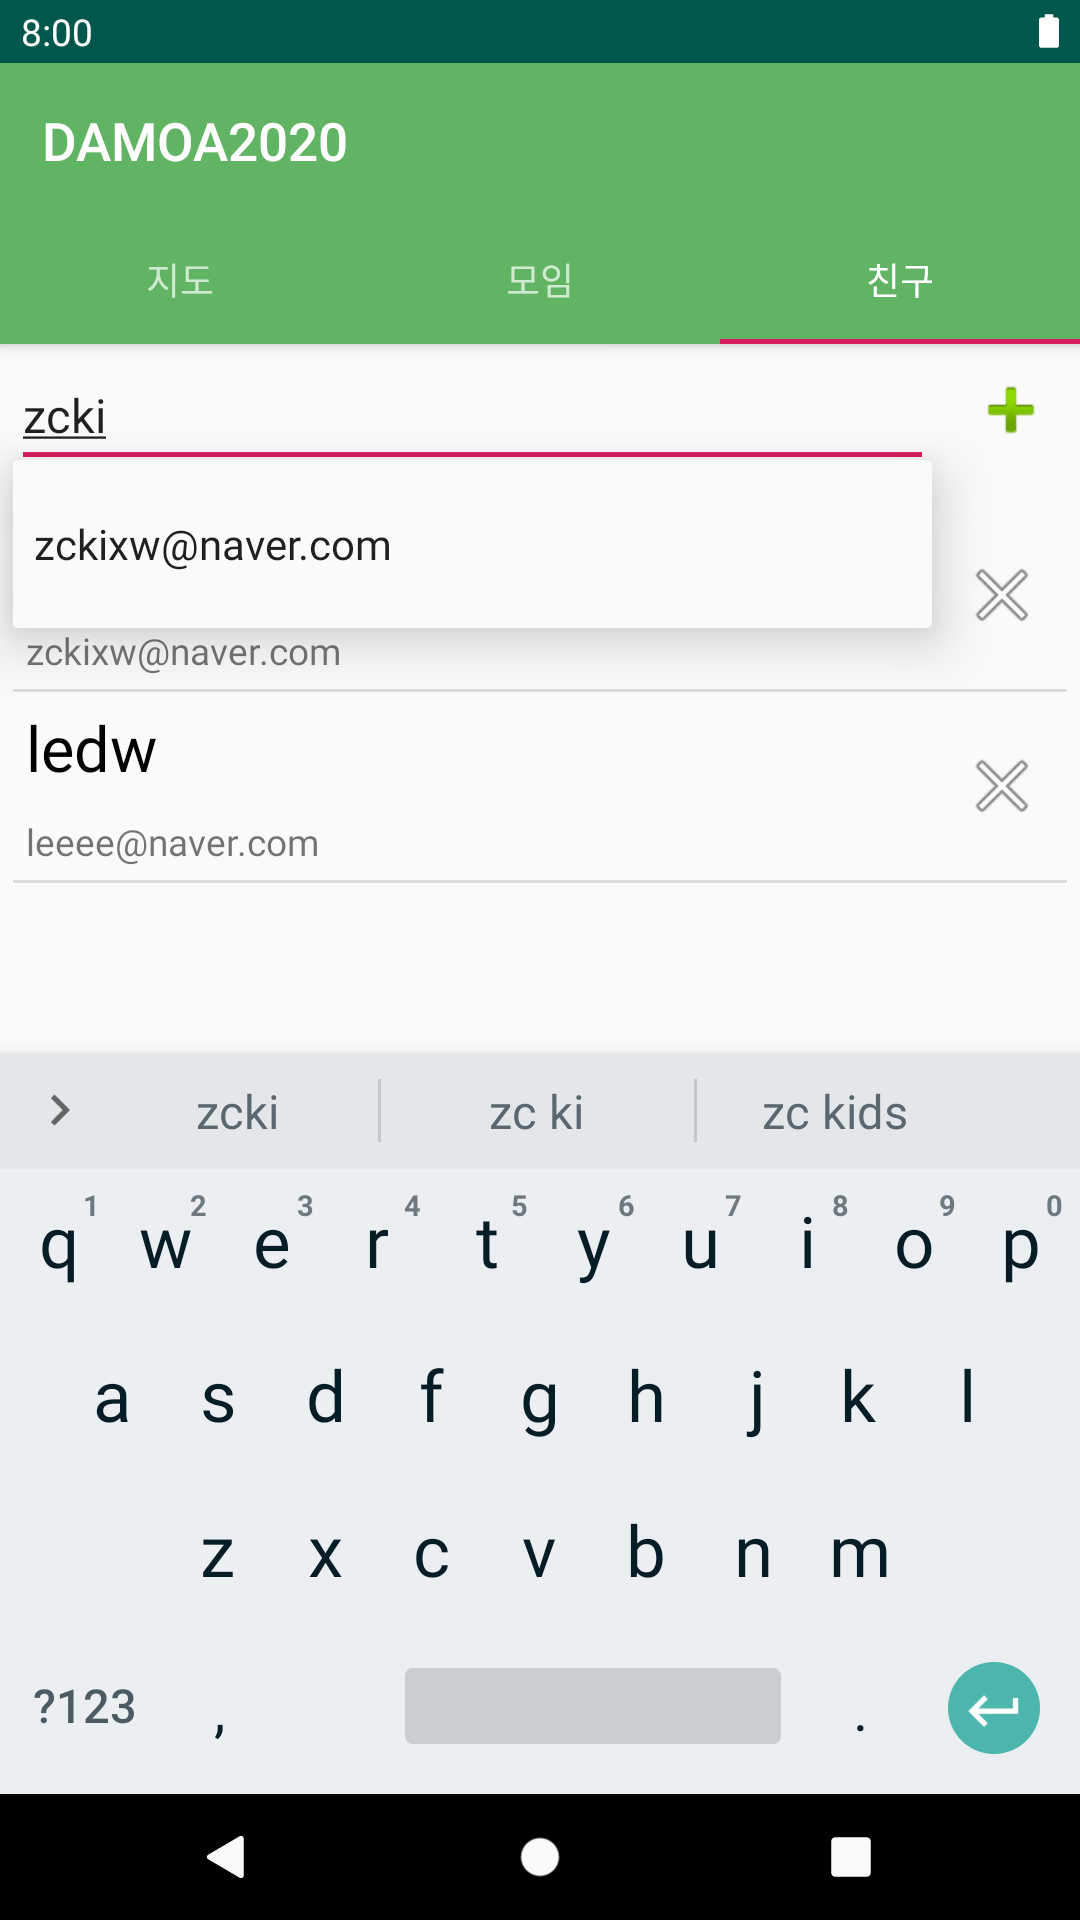 8:00
DAMOA2020
지도 모임 친구
zcki
zckixw@naver.com
zckixw@naver.com
ledw
leeee@naver.com
zcki zc ki zc kids
1 2 3 4 5 6 7 8 9 0
q w e r t y u i o p
a s d f g h j k l
z x c v b n m
?123 , .